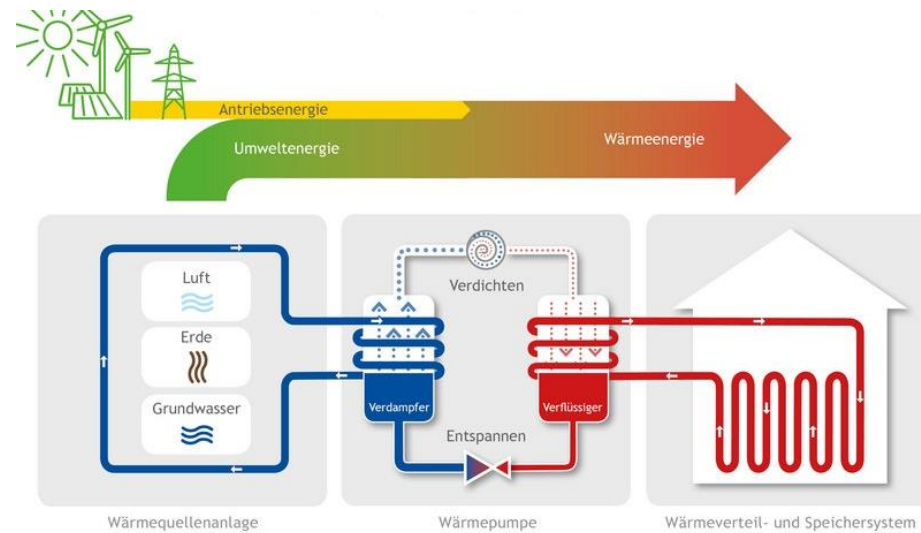 Antriebsenergie
Umweltenergie
Wärmeenergie
Luft
Erde
Grundwasser
Verdichten
Verdampfer
Verflüssiger
Entspannen
Wärmequellenanlage
Wärmepumpe
Wärmeverteil- und Speichersystem